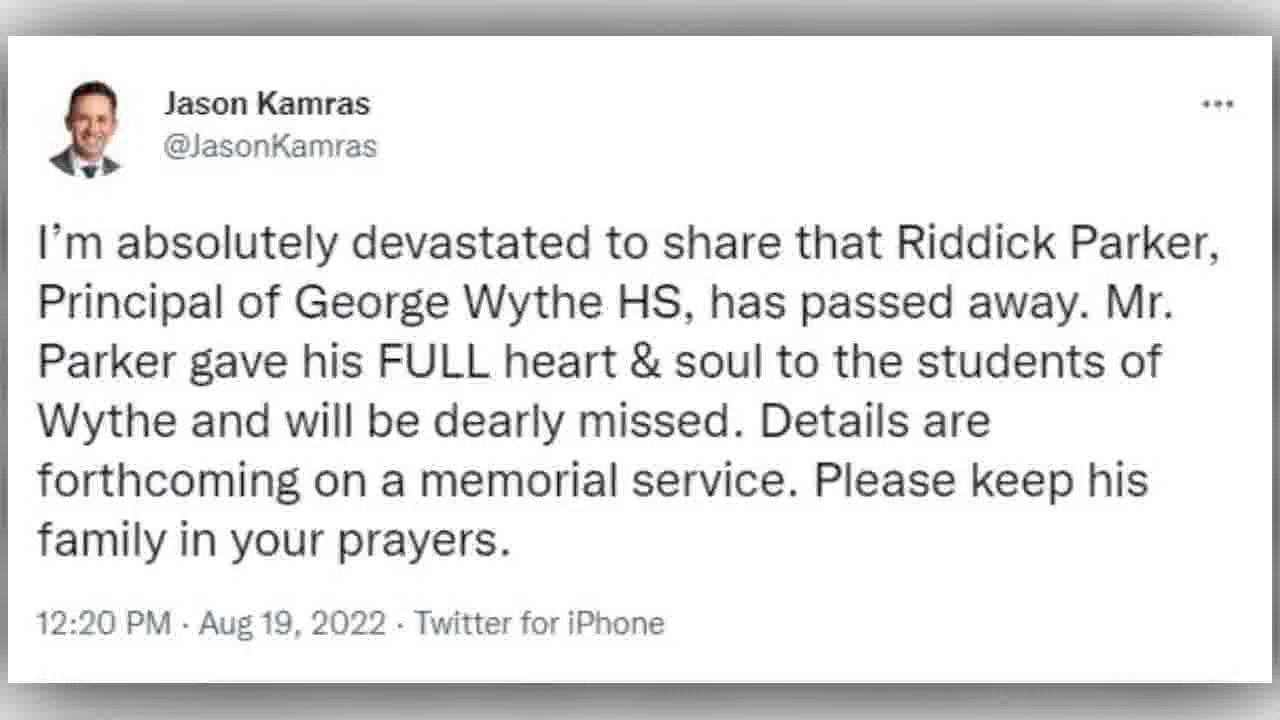 Jason Kamras
@JasonKamras
I’m absolutely devastated to share that Riddick Parker,
Principal of George Wythe HS, has passed away. Mr.
Parker gave his FULL heart & soul to the students of
Wythe and will be dearly missed. Details are
forthcoming on a memorial service. Please keep his
family in your prayers.
12:20 PM · Aug 19, 2022 · Twitter for iPhone